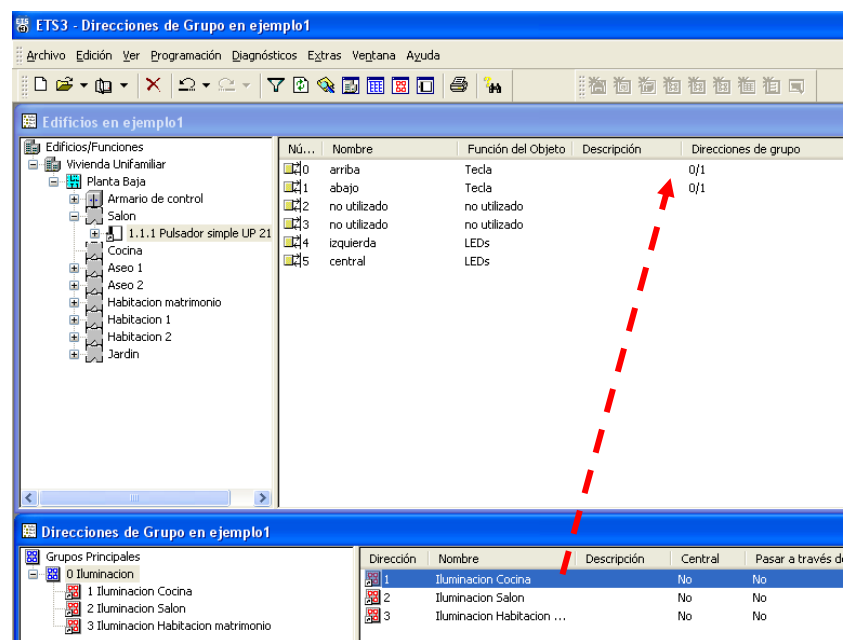 ETS3 - Direcciones de Grupo en ejemplo1
Archivo Edición Ver Programación Diagnósticos Extras Ventana Ayuda
Edificios en ejemplo1
Edificios/Funciones
Vivienda Unifamiliar
Planta Baja
Armario de control
Salon
1.1.1 Pulsador simple UP 21
Cocina
Aseo 1
Aseo 2
Habitacion matrimonio
Habitacion 1
Habitacion 2
Jardin
Nú... Nombre Función del Objeto Descripción Direcciones de grupo
0 arriba Tecla 0/1
1 abajo Tecla 0/1
2 no utilizado no utilizado
3 no utilizado no utilizado
4 izquierda LEDs
5 central LEDs
Direcciones de Grupo en ejemplo1
Grupos Principales
0 Iluminacion
1 Iluminacion Cocina
2 Iluminacion Salon
3 Iluminacion Habitacion matrimonio
Dirección Nombre Descripción Central Pasar a través d
1 Iluminacion Cocina No No
2 Iluminacion Salon No No
3 Iluminacion Habitacion ... No No